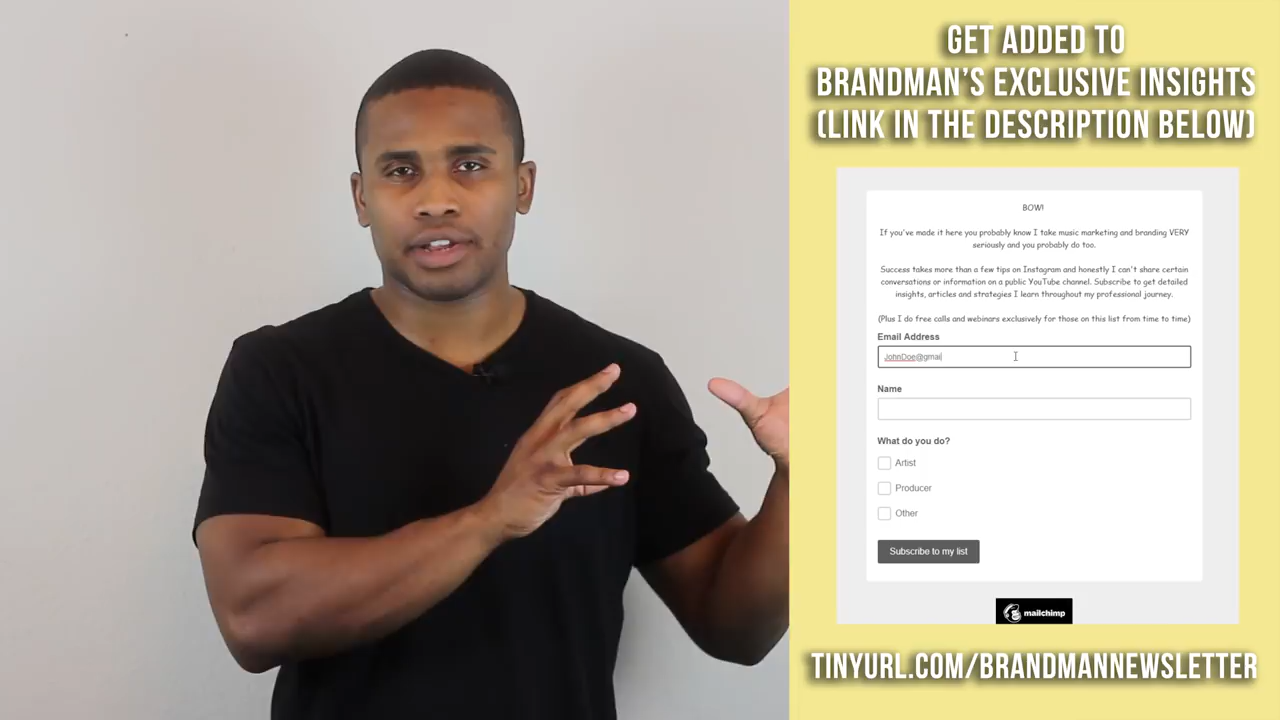 GET ADDED TO
BRANDMAN'S EXCLUSIVE INSIGHTS
(LINK IN THE DESCRIPTION BELOW)
BOW!
If you've made it here you probably know I take music marketing and branding VERY
seriously and you probably do too.
Success takes more than a few tips on Instagram and honestly I can't share certain
conversations or information on a public YouTube channel. Subscribe to get detailed
insights, articles and strategies I learn throughout my professional journey.
(Plus I do free calls and webinars exclusively for those on this list from time to time)
Email Address
JohnDoe@gmai
Name
What do you do?
Artist
Producer
Other
Subscribe to my list
mailchimp
TINYURL.COM/BRANDMANNEWSLETTER